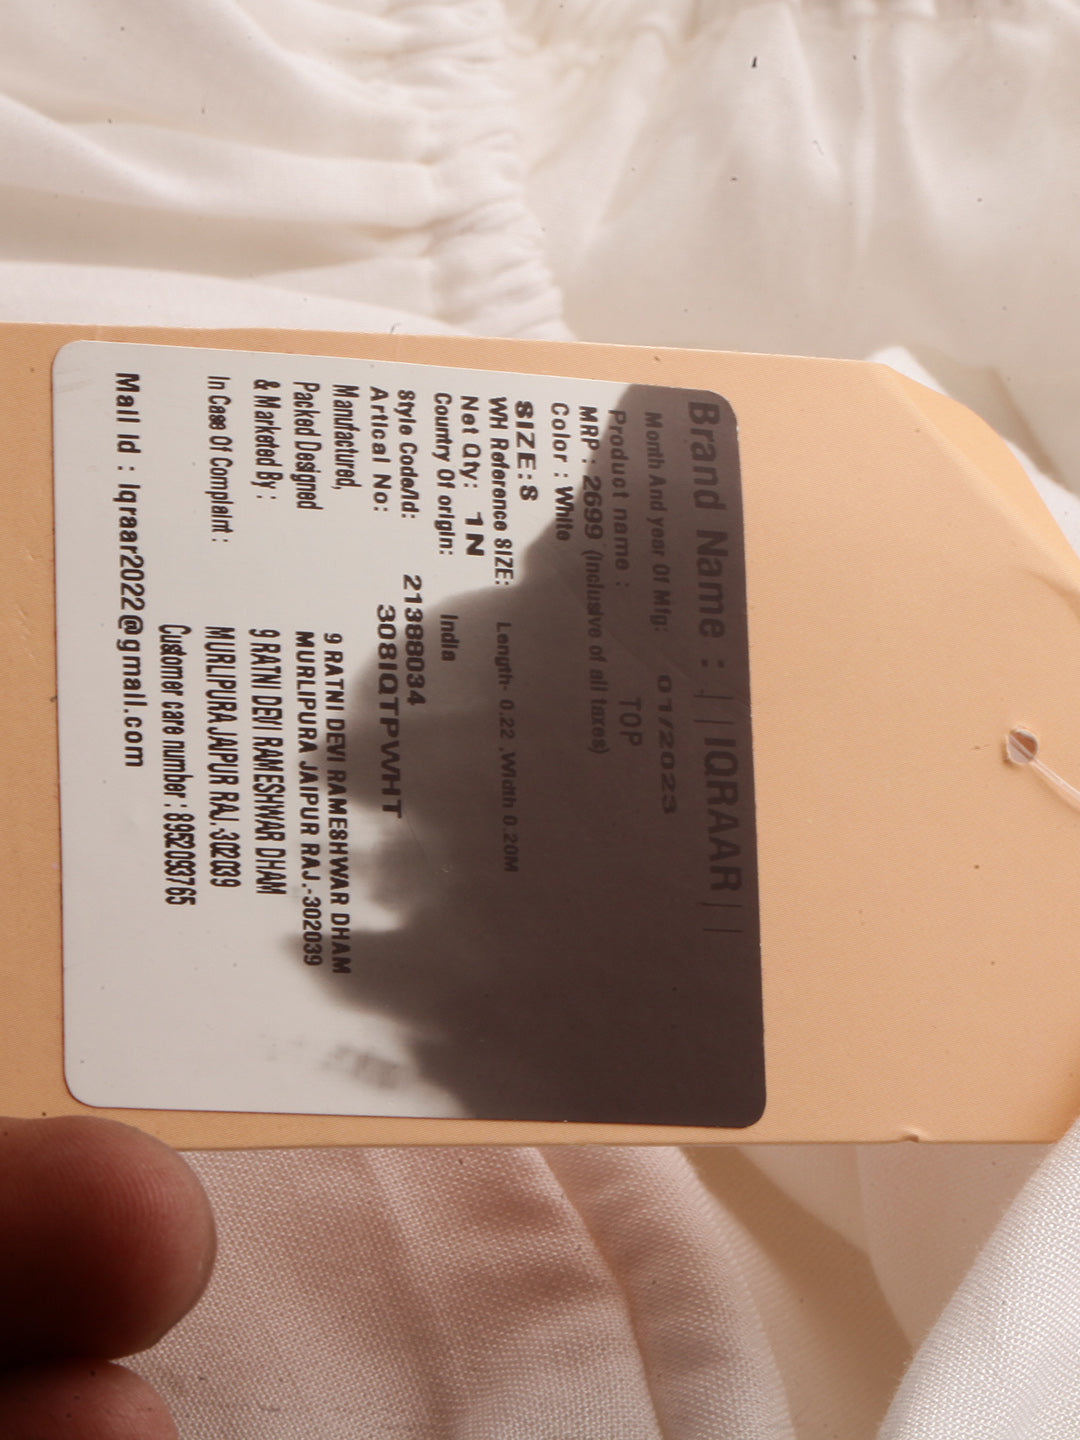 Brand Name : ||IQRAAR||
Month And year Of Mfg: 01/2023
Product name : TOP
MRP : 2699 (Inclusive of all taxes)
Color : White
SIZE:S
WH Reference SIZE: Length- 0.22 ,Width 0.20M
Net Qty: 1N
Country Of origin: India
Style Code/Id: 21388034
Artical No: 308IQTPWHT
Manufactured, 9 RATNI DEVI RAMESHWAR DHAM
Packed Designed MURLIPURA JAIPUR RAJ.-302039
& Marketed By : 9 RATNI DEVI RAMESHWAR DHAM
In Case Of Complaint : MURLIPURA JAIPUR RAJ.-302039
Customer care number : 8952093765
Mail id : Iqraar2022@gmail.com